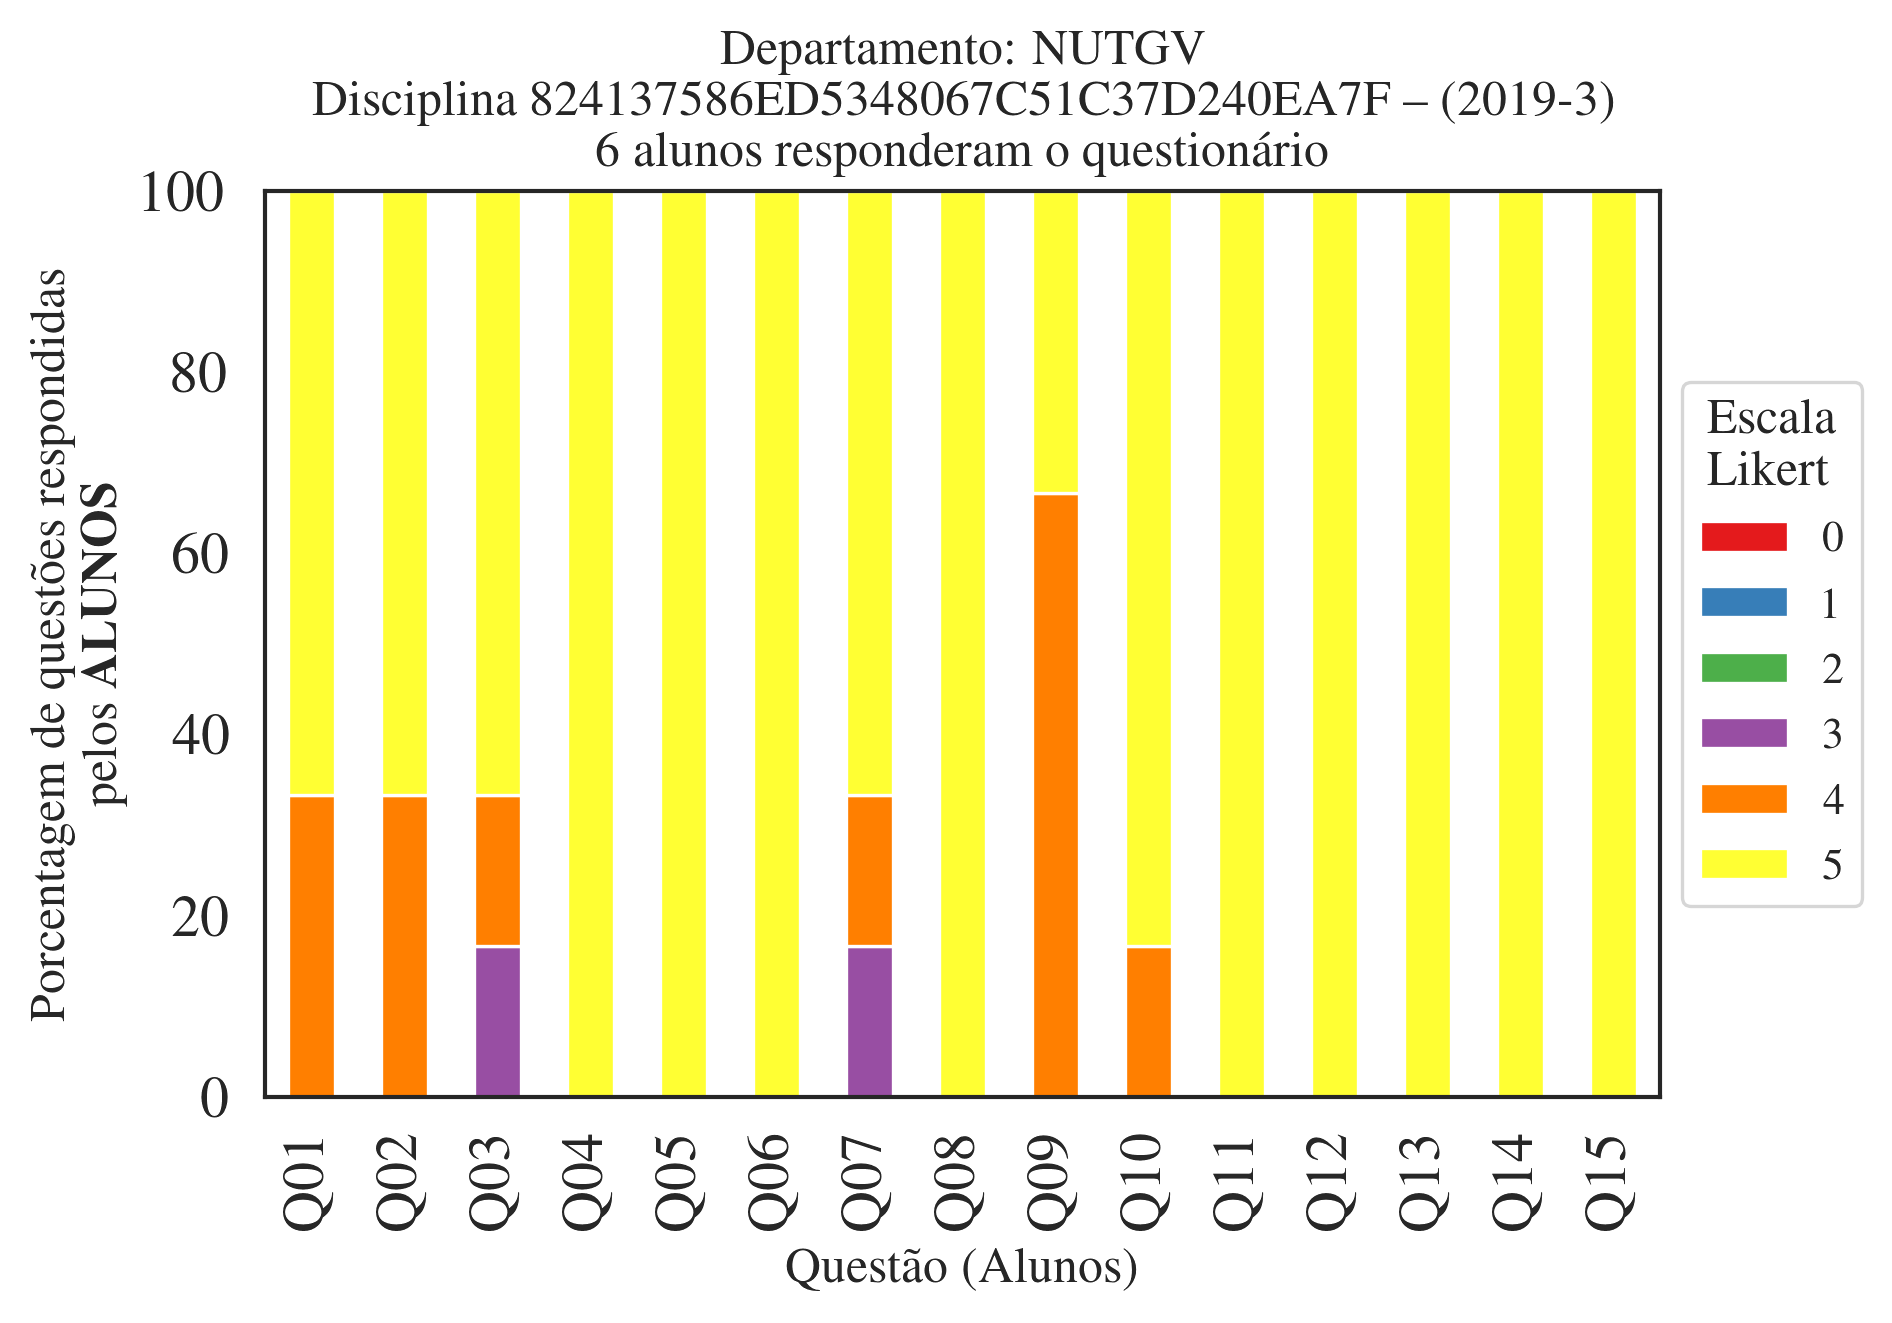 Departamento: NUTGV
Disciplina 824137586ED5348067C51C37D240EA7F – (2019-3)
6 alunos responderam o questionário
Porcentagem de questões respondidas
pelos ALUNOS
100
80
60
40
20
0
Q01
Q02
Q03
Q04
Q05
Q06
Q07
Q08
Q09
Q10
Q11
Q12
Q13
Q14
Q15
Questão (Alunos)
Escala
Likert
0
1
2
3
4
5